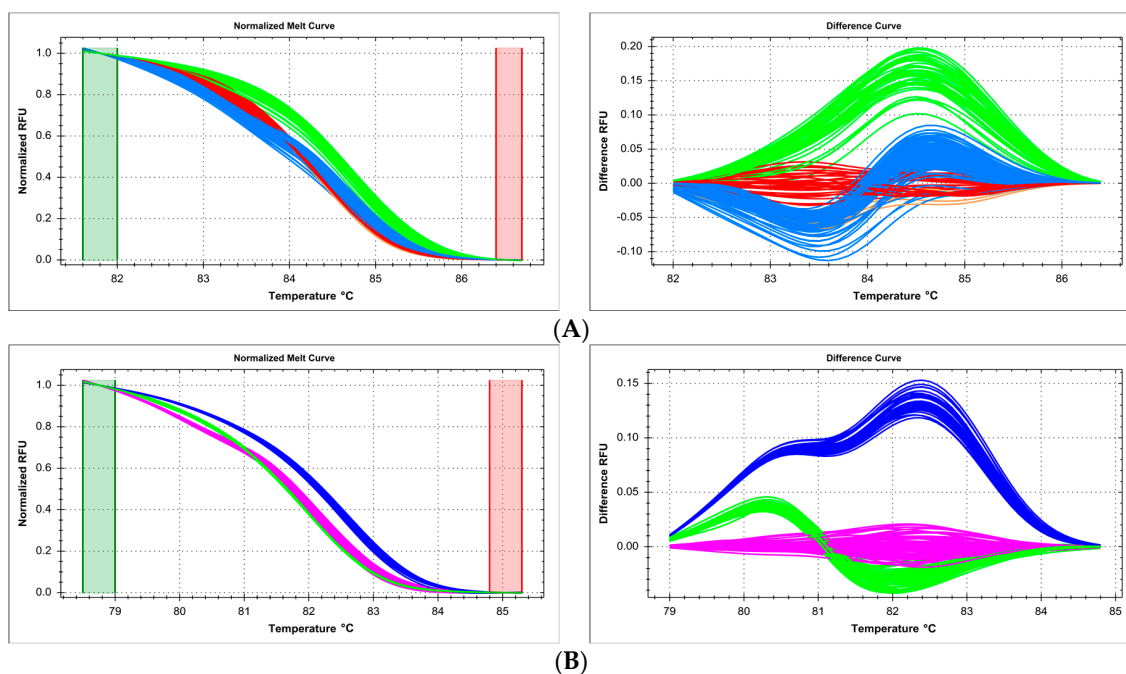 Normalized Melt Curve
Normalized RFU
1.0
0.8
0.6
0.4
0.2
0.0
82 83 84 85 86
Temperature °C
Difference Curve
Difference RFU
0.20
0.15
0.10
0.05
0.00
-0.05
-0.10
82 83 84 85 86
Temperature °C
(A)
Normalized Melt Curve
Normalized RFU
1.0
0.8
0.6
0.4
0.2
0.0
79 80 81 82 83 84 85
Temperature °C
Difference Curve
Difference RFU
0.15
0.10
0.05
0.00
79 80 81 82 83 84 85
Temperature °C
(B)